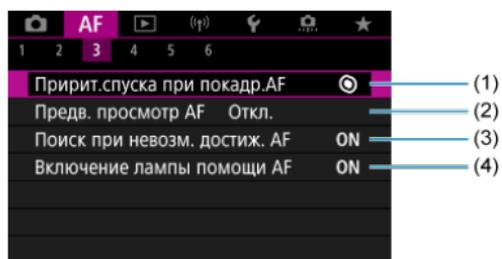 AF
1 2 3 4 5 6
Пририт.спуска при покадр.AF (1)
Предв. просмотр AF Откл. (2)
Поиск при невозм. достиж. AF ON (3)
Включение лампы помощи AF ON (4)